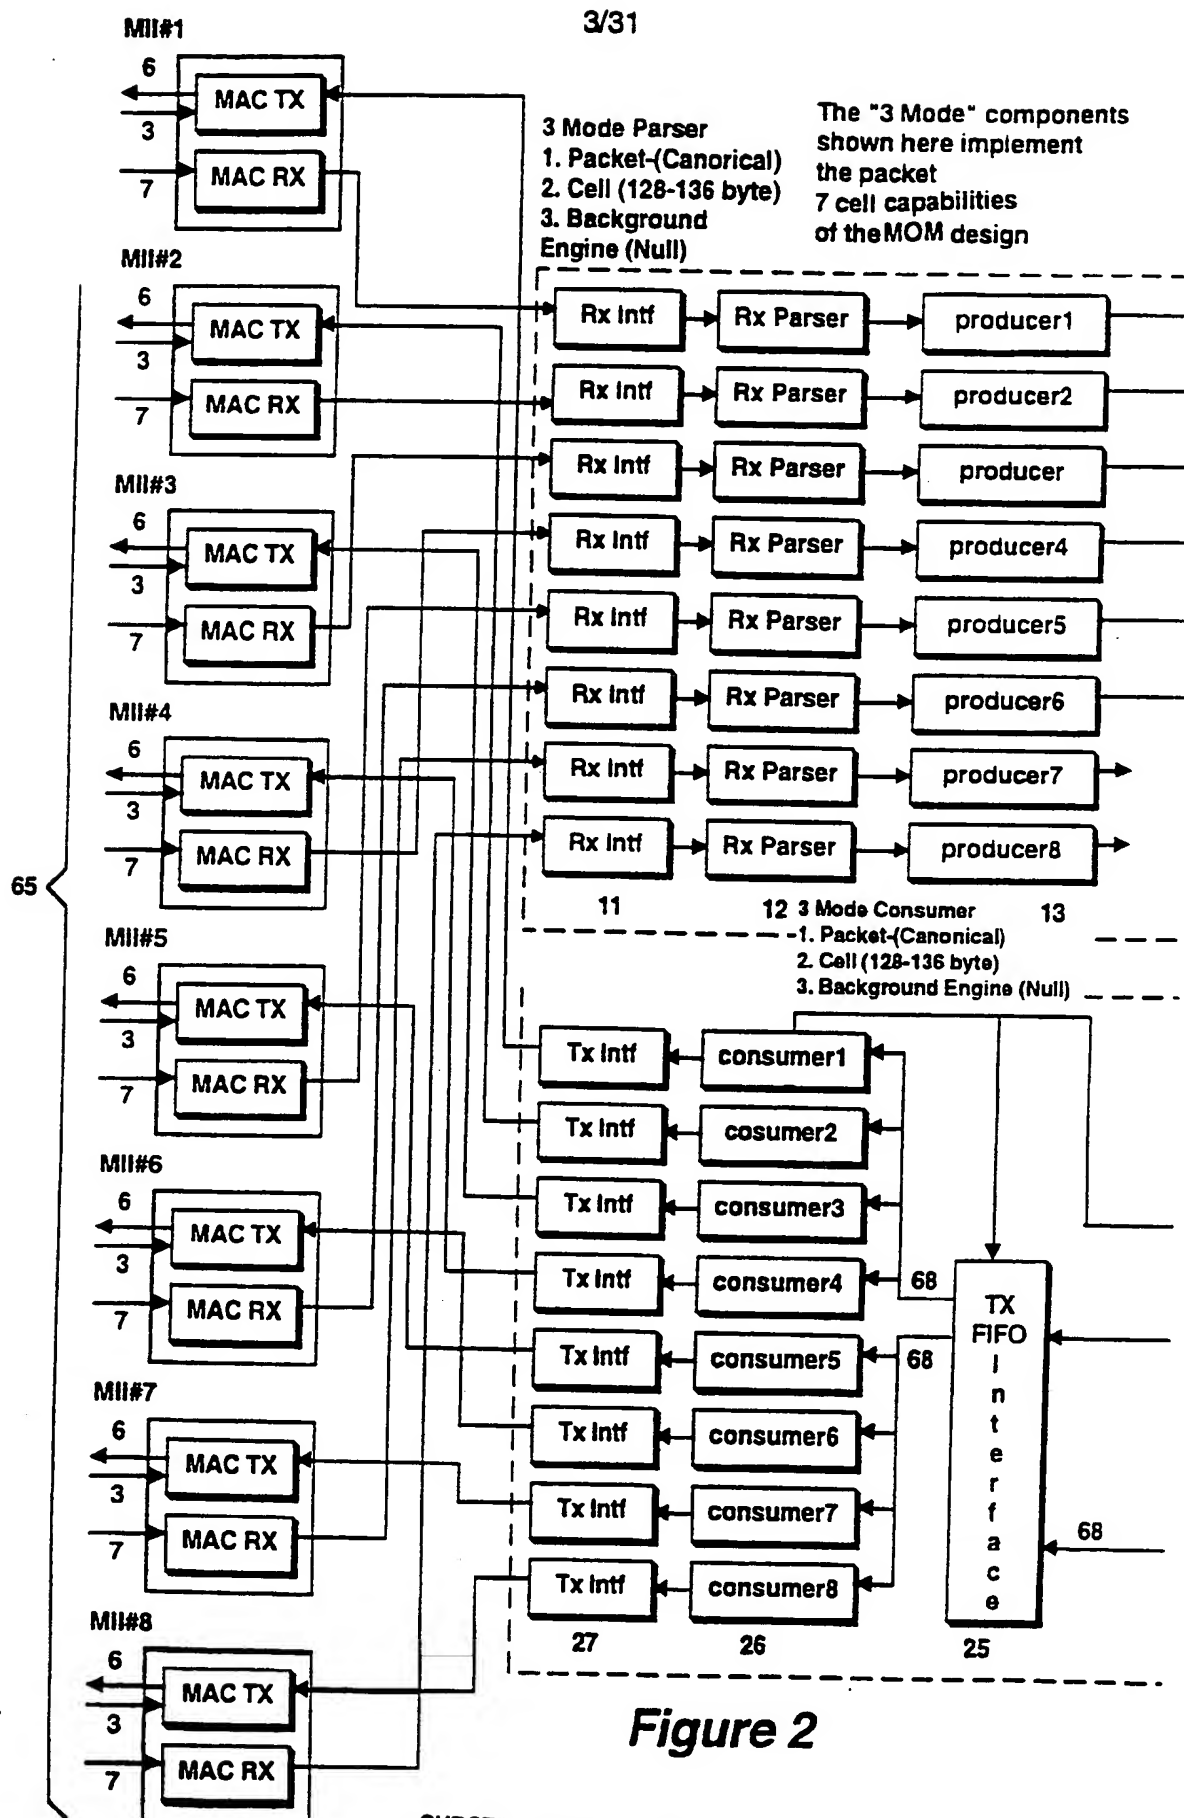 3/31
MII#1
6
MAC TX
3
MAC RX
7
3 Mode Parser
1. Packet-(Canorical)
2. Cell (128-136 byte)
3. Background
Engine (Null)
The "3 Mode" components
shown here implement
the packet
7 cell capabilities
of the MOM design
MII#2
6
MAC TX
3
MAC RX
7
MII#3
6
MAC TX
3
MAC RX
7
MII#4
6
MAC TX
3
MAC RX
7
65
MII#5
6
MAC TX
3
MAC RX
7
MII#6
6
MAC TX
3
MAC RX
7
MII#7
6
MAC TX
3
MAC RX
7
MII#8
6
MAC TX
3
MAC RX
7
Rx Intf Rx Parser producer1
Rx Intf Rx Parser producer2
Rx Intf Rx Parser producer
Rx Intf Rx Parser producer4
Rx Intf Rx Parser producer5
Rx Intf Rx Parser producer6
Rx Intf Rx Parser producer7
Rx Intf Rx Parser producer8
11 12 13
3 Mode Consumer
1. Packet-(Canonical)
2. Cell (128-136 byte)
3. Background Engine (Null)
Tx Intf consumer1
Tx Intf cosumer2
Tx Intf consumer3
Tx Intf consumer4
68
Tx Intf consumer5
68
Tx Intf consumer6
Tx Intf consumer7
Tx Intf consumer8
TX
FIFO
I
n
t
e
r
f
a
c
e
68
27 26 25
Figure 2